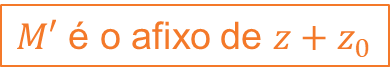 M′ é o afixo de z + z₀